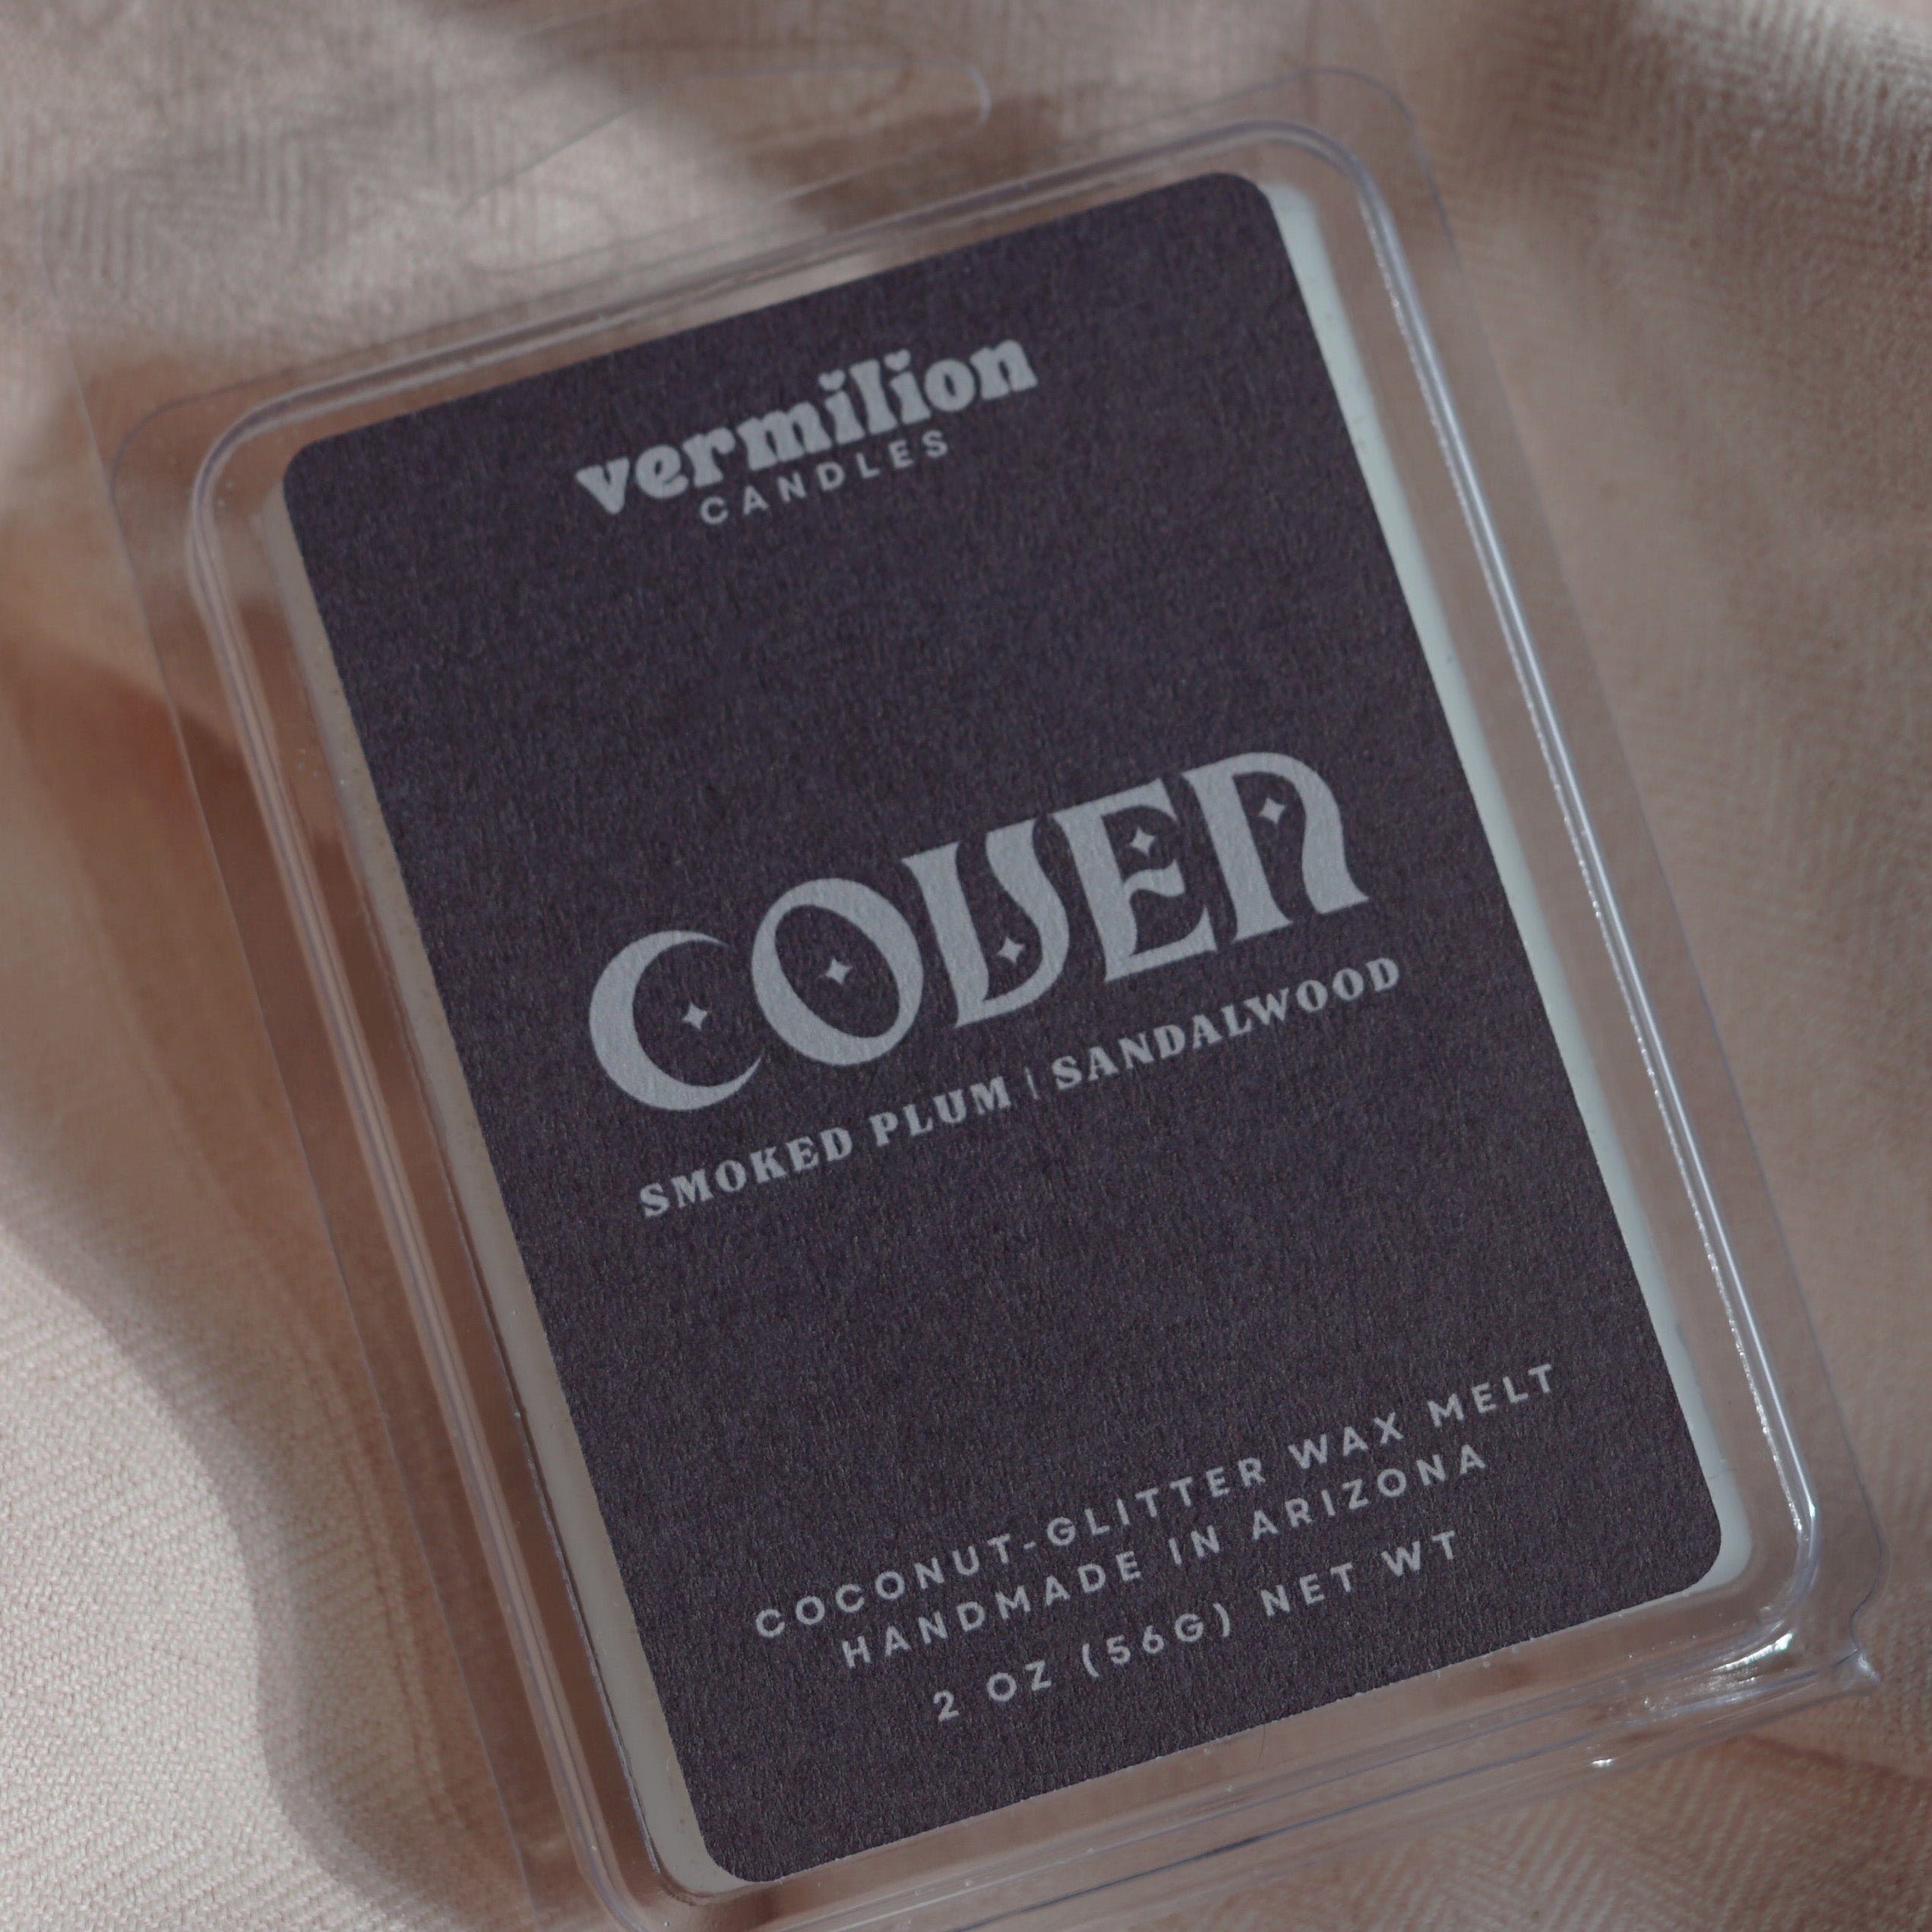 vermilion
CANDLES
COVEN
SMOKED PLUM | SANDALWOOD
COCONUT-GLITTER WAX MELT
HANDMADE IN ARIZONA
2 OZ (56G) NET WT